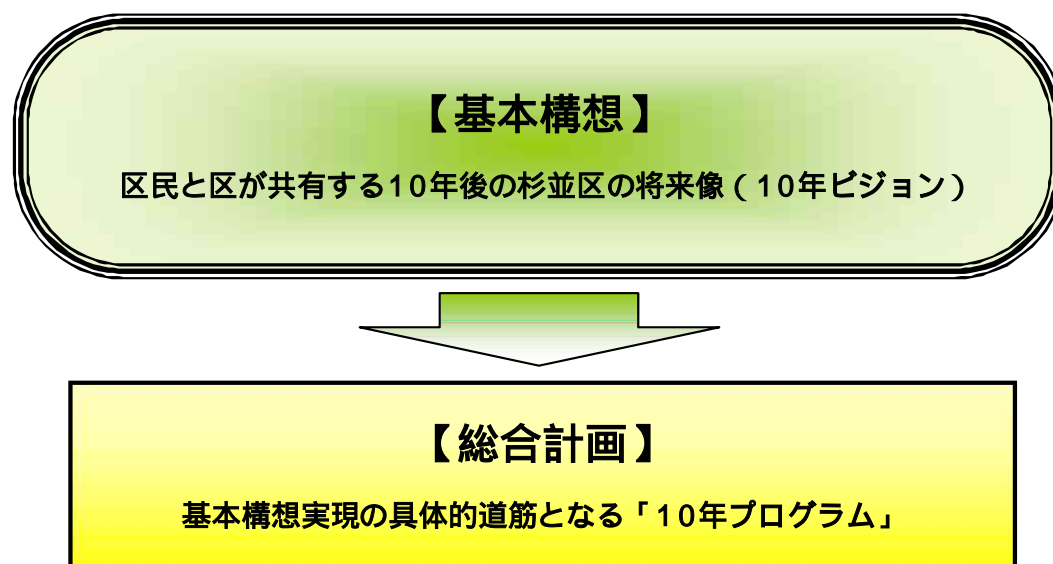 【基本構想】
区民と区が共有する10年後の杉並区の将来像（10年ビジョン）
【総合計画】
基本構想実現の具体的道筋となる「10年プログラム」